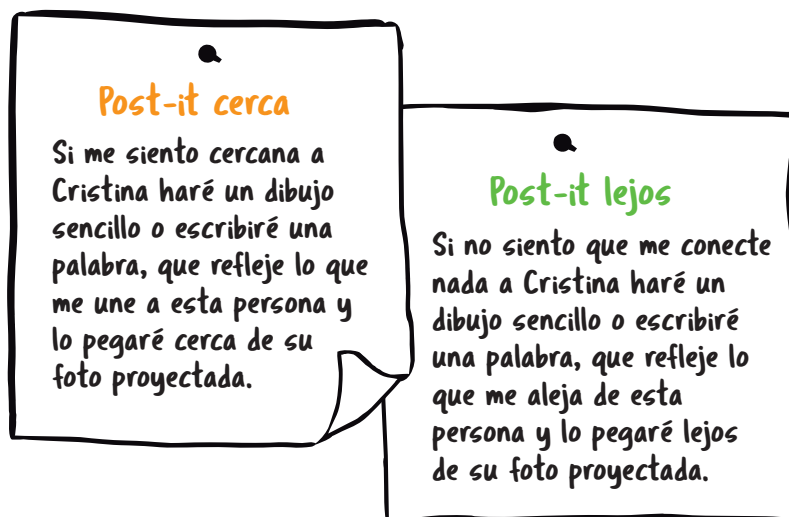 Post-it cerca
Si me siento cercana a
Cristina haré un dibujo
sencillo o escribiré una
palabra, que refleje lo que
me une a esta persona y
lo pegaré cerca de su
foto proyectada.
Post-it lejos
Si no siento que me conecte
nada a Cristina haré un
dibujo sencillo o escribiré
una palabra, que refleje lo
que me aleja de esta
persona y lo pegaré lejos
de su foto proyectada.